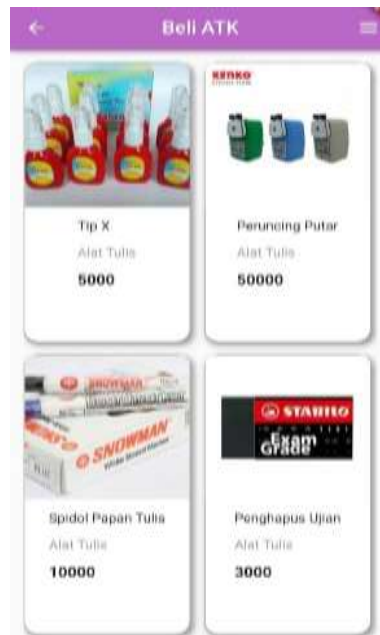 Beli ATK
KENKO
Tip X
Alat Tulis
5000
Peruncing Putar
Alat Tulis
50000
SNOWMAN
SNOWMAN
STABILO
Exam
Grade
Spidol Papan Tulis
Alat Tulis
10000
Penghapus Ujian
Alat Tulis
3000